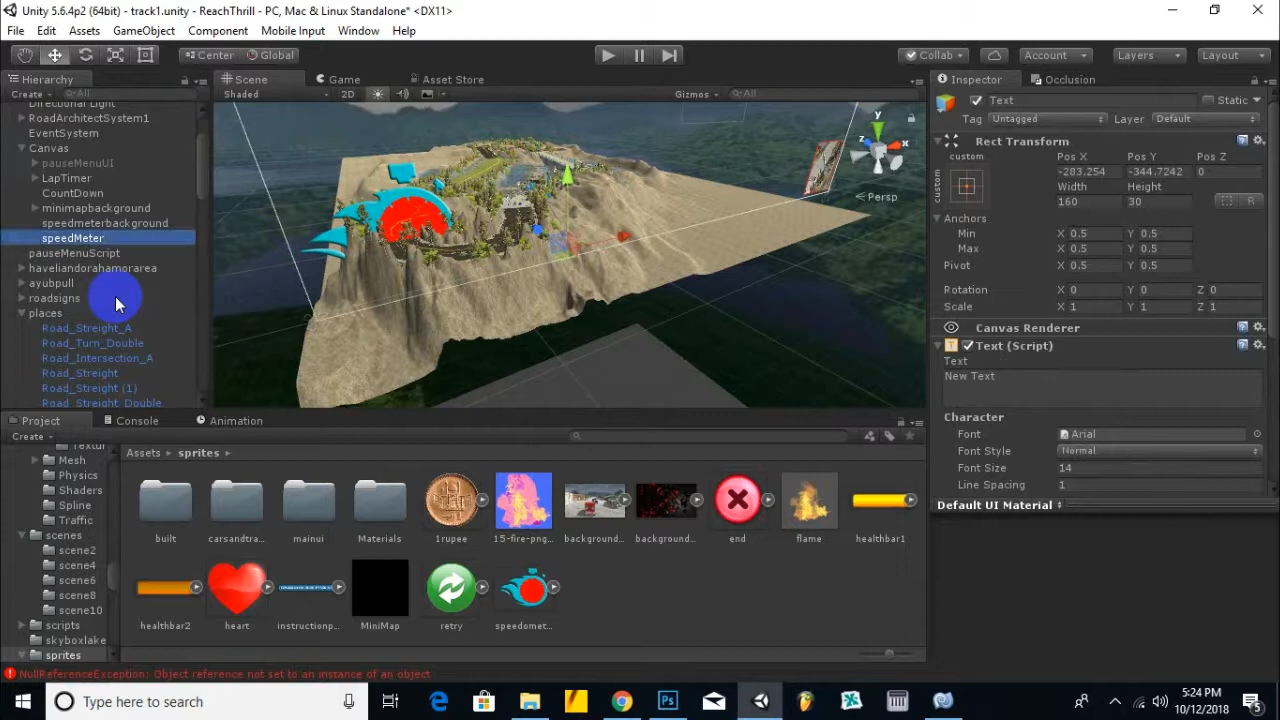 Unity 5.6.4p2 (64bit) - track1.unity - ReachThrill - PC, Mac & Linux Standalone* <DX11>
File Edit Assets GameObject Component Mobile Input Window Help
Center Global Collab Account Layers Layout
Hierarchy Scene Game Asset Store Inspector Occlusion
Create All Shaded 2D Gizmos All Text Static
Tag Untagged Layer Default
Directional Light
RoadArchitectSystem1
EventSystem
Canvas
pauseMenuUI
LapTimer
CountDown
minimapbackground
speedmeterbackground
speedMeter
pauseMenuScript
haveliandorahamorarea
ayubpull
roadsigns
places
Road_Streight_A
Road_Turn_Double
Road_Intersection_A
Road_Streight
Road_Streight (1)
Road_Streight_Double
y
x
z
Persp
Rect Transform
custom Pos X Pos Y Pos Z
custom -283.254 -344.7242 0
Width Height
160 30 R
Anchors
Min X 0.5 Y 0.5
Max X 0.5 Y 0.5
Pivot X 0.5 Y 0.5
Rotation X 0 Y 0 Z 0
Scale X 1 Y 1 Z 1
Canvas Renderer
Text (Script)
Text
New Text
Character
Font Arial
Font Style Normal
Font Size 14
Line Spacing 1
Default UI Material
Project Console Animation
Create
Assets sprites
Mesh
Physics
Shaders
Spline
Traffic
scenes
scene2
scene4
scene6
scene8
scene10
scripts
skyboxlake
sprites
built carsandtra... mainui Materials 1rupee 15-fire-png... background... background... end flame healthbar1
healthbar2 heart instructionp... MiniMap retry speedomet...
NullReferenceException: Object reference not set to an instance of an object
Type here to search
5:24 PM
10/12/2018
5